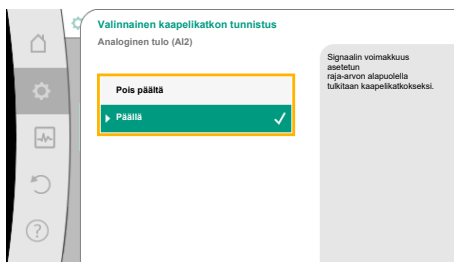 Valinnainen kaapelikatkon tunnistus
Analoginen tulo (AI2)
Pois päältä
Päällä
Signaalin voimakkuus
asetetun
raja-arvon alapuolella
tulkitaan kaapelikatkokseksi.
?